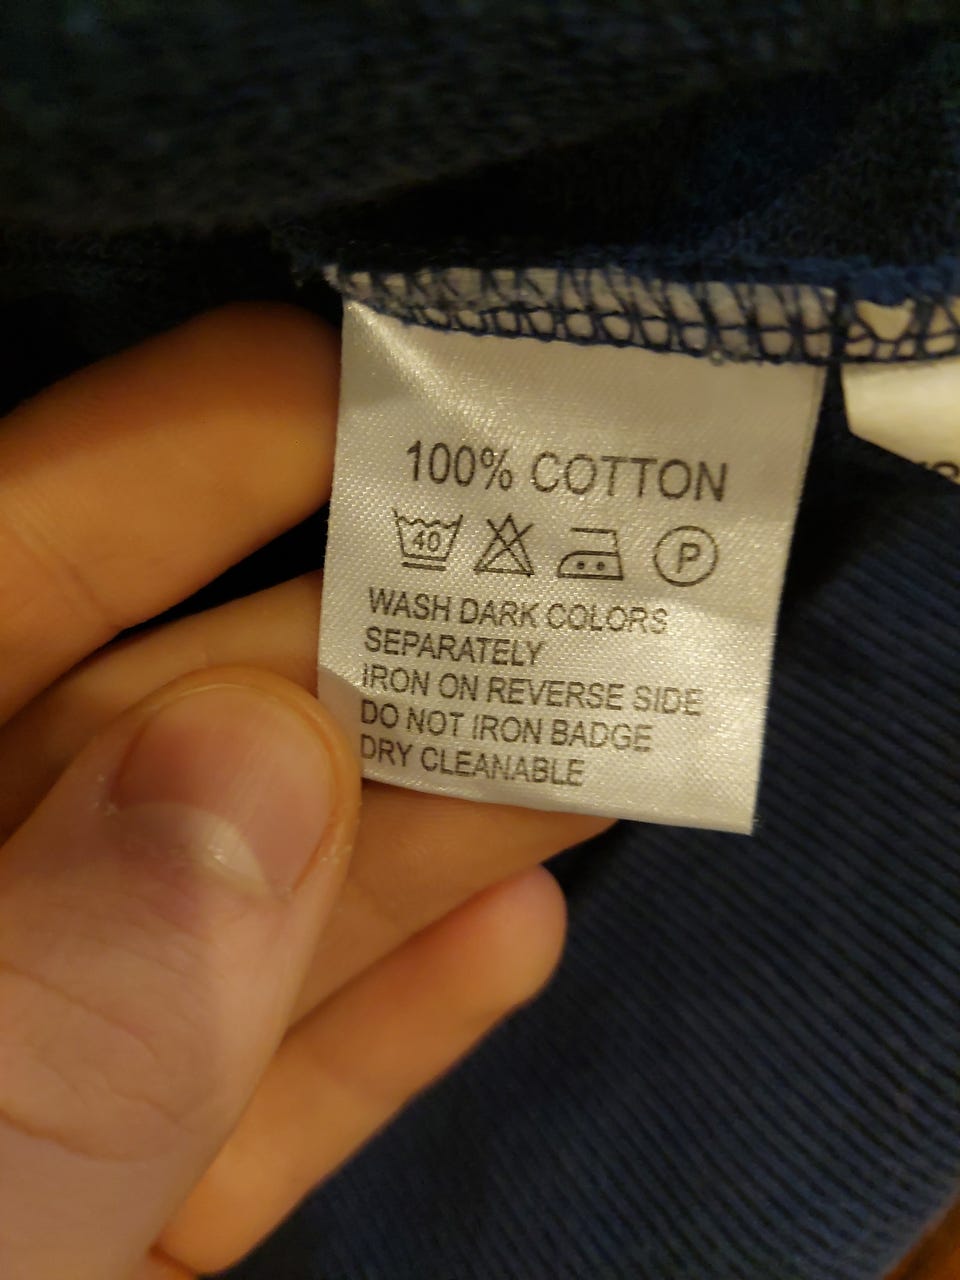 100% COTTON
40 P
WASH DARK COLORS
SEPARATELY
IRON ON REVERSE SIDE
DO NOT IRON BADGE
DRY CLEANABLE